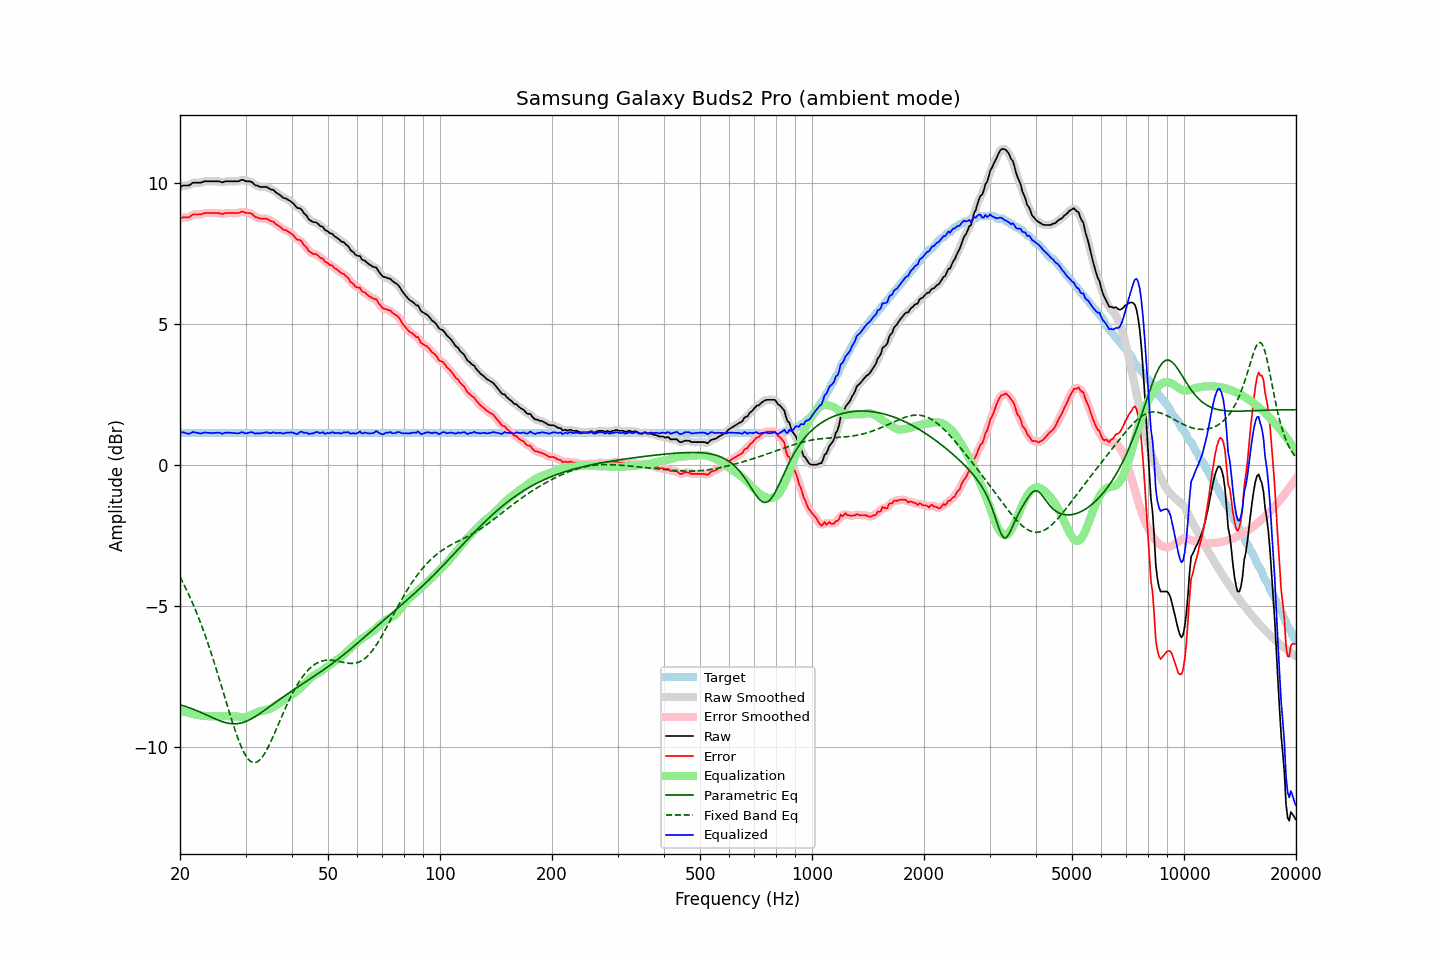 Samsung Galaxy Buds2 Pro (ambient mode)
Amplitude (dBr)
10
5
0
−5
−10
Target
Raw Smoothed
Error Smoothed
Raw
Error
Equalization
Parametric Eq
Fixed Band Eq
Equalized
20 50 100 200 500 1000 2000 5000 10000 20000
Frequency (Hz)